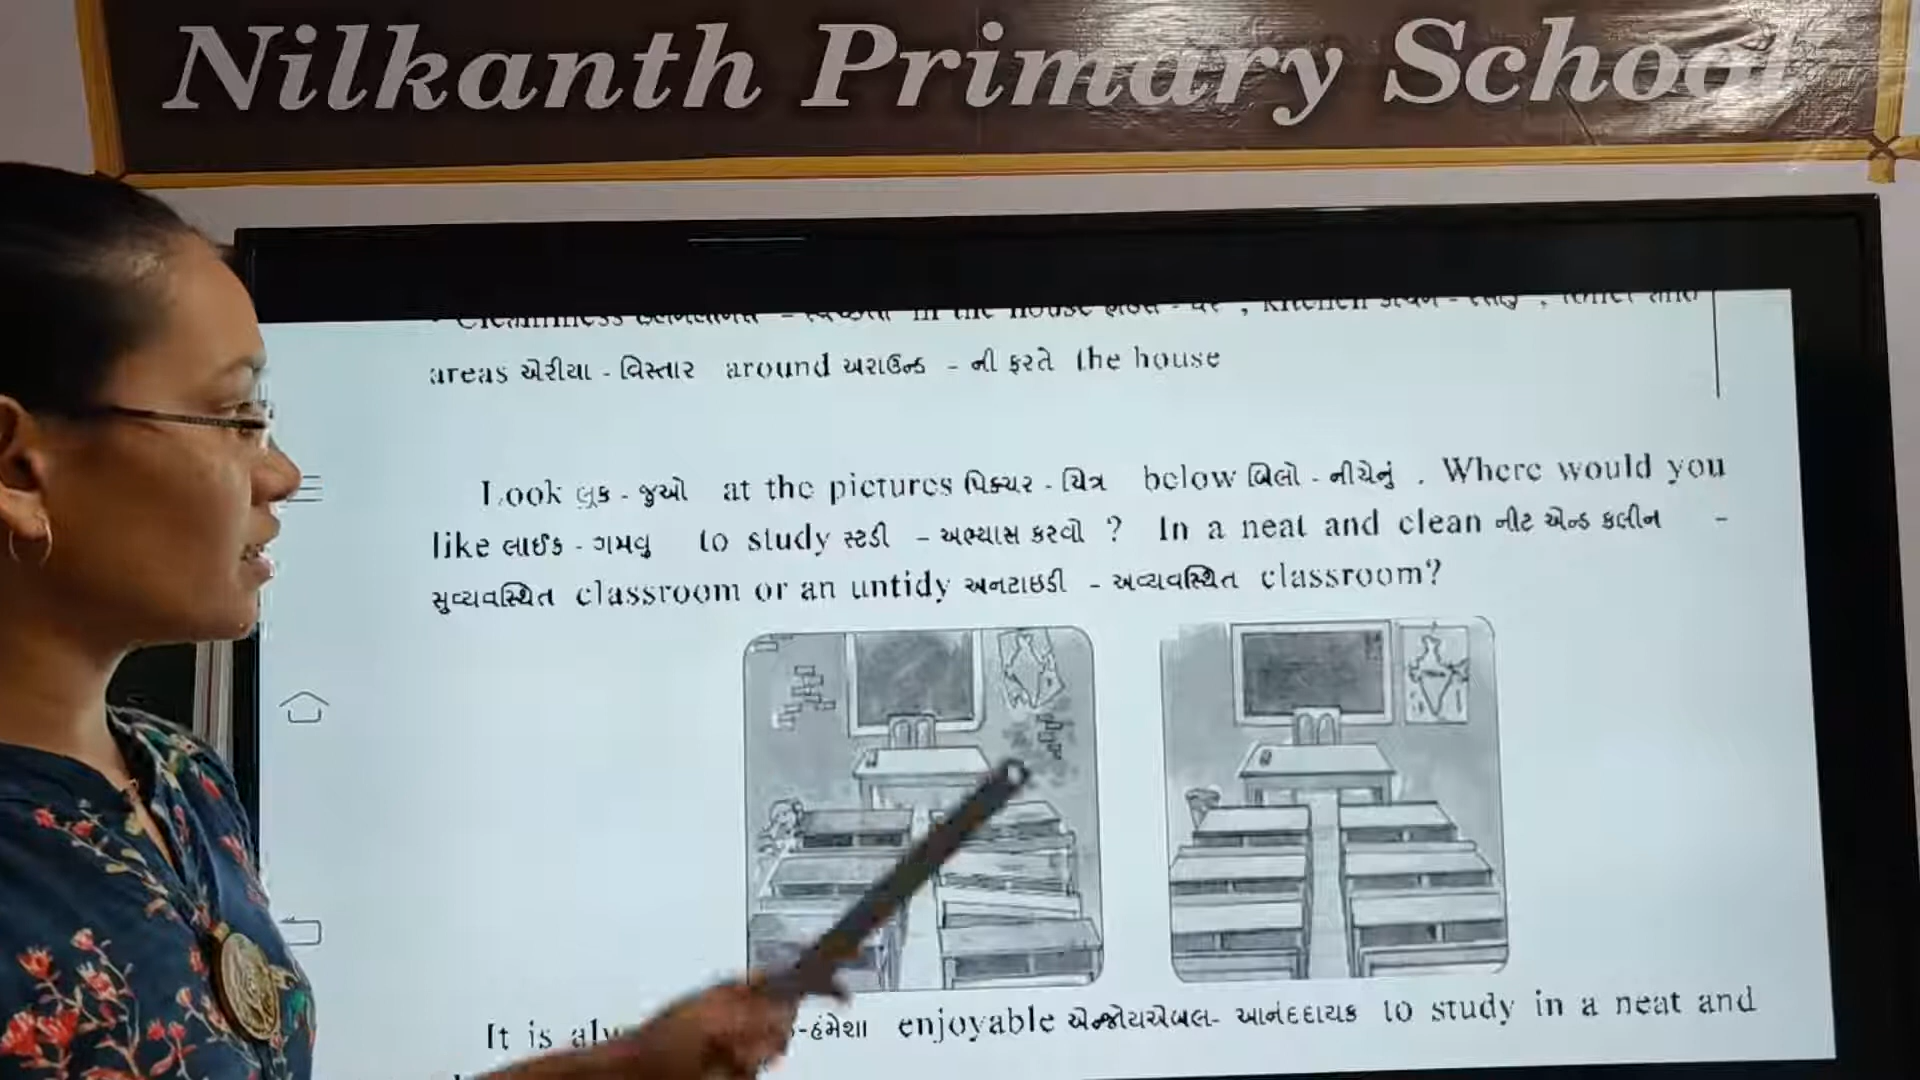 Nilkanth Primary School
areas એરીયા - વિસ્તાર around અરાઉન્ડ - ની ફરતે the house
Look લૂક - જુઓ at the pictures પિક્ચર - ચિત્ર below બિલો - નીચેનું . Where would you
like લાઈક - ગમવુ to study સ્ટડી - અભ્યાસ કરવો ? In a neat and clean નીટ એન્ડ કલીન -
સુવ્યવસ્થિત classroom or an untidy અનટાઇડી - અવ્યવસ્થિત classroom?
It is -હંમેશા enjoyable એન્જોયએબલ- આનંદદાયક to study in a neat and